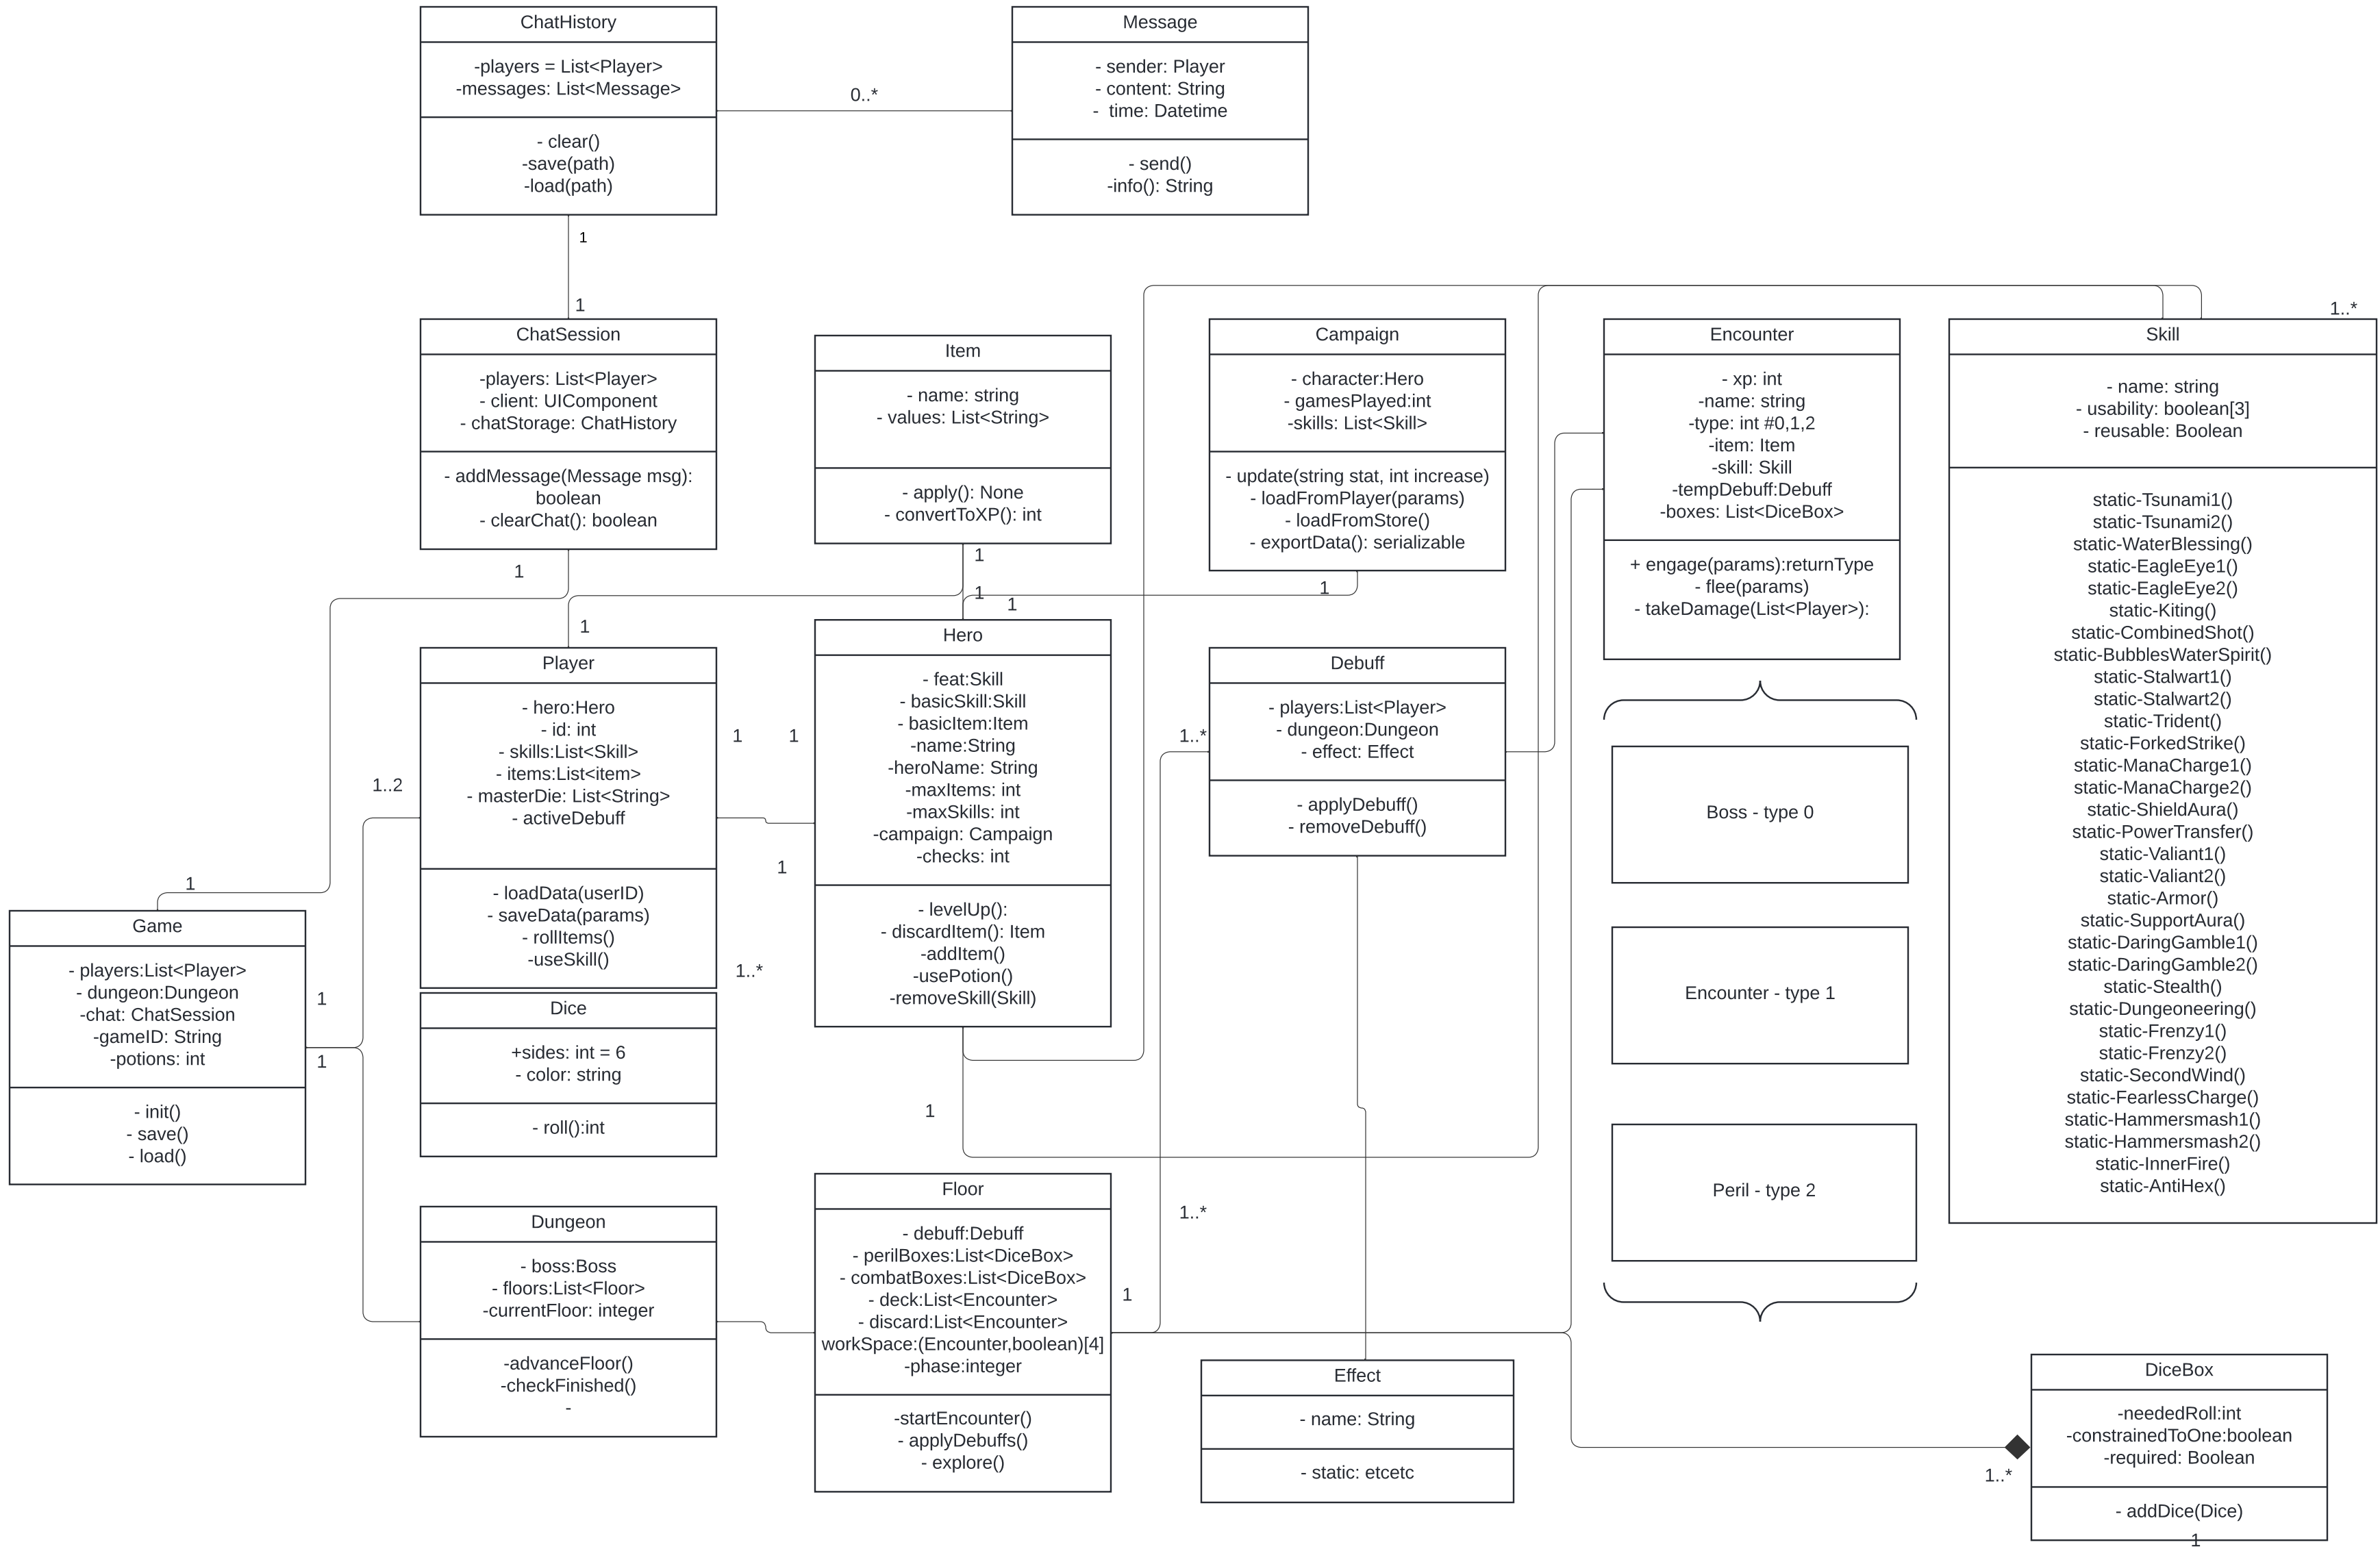 ChatHistory
-players = List<Player>
-messages: List<Message>
- clear()
-save(path)
-load(path)
0..*
Message
- sender: Player
- content: String
-  time: Datetime
- send()
-info(): String
1
1
ChatSession
-players: List<Player>
- client: UIComponent
- chatStorage: ChatHistory
- addMessage(Message msg):
boolean
- clearChat(): boolean
1
Item
- name: string
- values: List<String>
- apply(): None
- convertToXP(): int
1
1
1
Campaign
- character:Hero
- gamesPlayed:int
-skills: List<Skill>
- update(string stat, int increase)
- loadFromPlayer(params)
- loadFromStore()
- exportData(): serializable
1
Encounter
- xp: int
-name: string
-type: int #0,1,2
-item: Item
-skill: Skill
-tempDebuff:Debuff
-boxes: List<DiceBox>
+ engage(params):returnType
- flee(params)
- takeDamage(List<Player>):
1..*
Skill
- name: string
- usability: boolean[3]
- reusable: Boolean
static-Tsunami1()
static-Tsunami2()
static-WaterBlessing()
static-EagleEye1()
static-EagleEye2()
static-Kiting()
static-CombinedShot()
static-BubblesWaterSpirit()
static-Stalwart1()
static-Stalwart2()
static-Trident()
static-ForkedStrike()
static-ManaCharge1()
static-ManaCharge2()
static-ShieldAura()
static-PowerTransfer()
static-Valiant1()
static-Valiant2()
static-Armor()
static-SupportAura()
static-DaringGamble1()
static-DaringGamble2()
static-Stealth()
static-Dungeoneering()
static-Frenzy1()
static-Frenzy2()
static-SecondWind()
static-FearlessCharge()
static-Hammersmash1()
static-Hammersmash2()
static-InnerFire()
static-AntiHex()
1
Player
- hero:Hero
- id: int
- skills:List<Skill>
- items:List<item>
- masterDie: List<String>
- activeDebuff
- loadData(userID)
- saveData(params)
- rollItems()
-useSkill()
1
1
1
1..*
Hero
- feat:Skill
- basicSkill:Skill
- basicItem:Item
-name:String
-heroName: String
-maxItems: int
-maxSkills: int
-campaign: Campaign
-checks: int
- levelUp():
- discardItem(): Item
-addItem()
-usePotion()
-removeSkill(Skill)
1
1..*
Debuff
- players:List<Player>
- dungeon:Dungeon
- effect: Effect
- applyDebuff()
- removeDebuff()
Boss - type 0
Encounter - type 1
Peril - type 2
1..2
1
Game
- players:List<Player>
- dungeon:Dungeon
-chat: ChatSession
-gameID: String
-potions: int
- init()
- save()
- load()
1
1
Dice
+sides: int = 6
- color: string
- roll():int
Dungeon
- boss:Boss
- floors:List<Floor>
-currentFloor: integer
-advanceFloor()
-checkFinished()
-
Floor
- debuff:Debuff
- perilBoxes:List<DiceBox>
- combatBoxes:List<DiceBox>
- deck:List<Encounter>
- discard:List<Encounter>
workSpace:(Encounter,boolean)[4]
-phase:integer
-startEncounter()
- applyDebuffs()
- explore()
1
1..*
Effect
- name: String
- static: etcetc
1..*
DiceBox
-neededRoll:int
-constrainedToOne:boolean
-required: Boolean
- addDice(Dice)
1